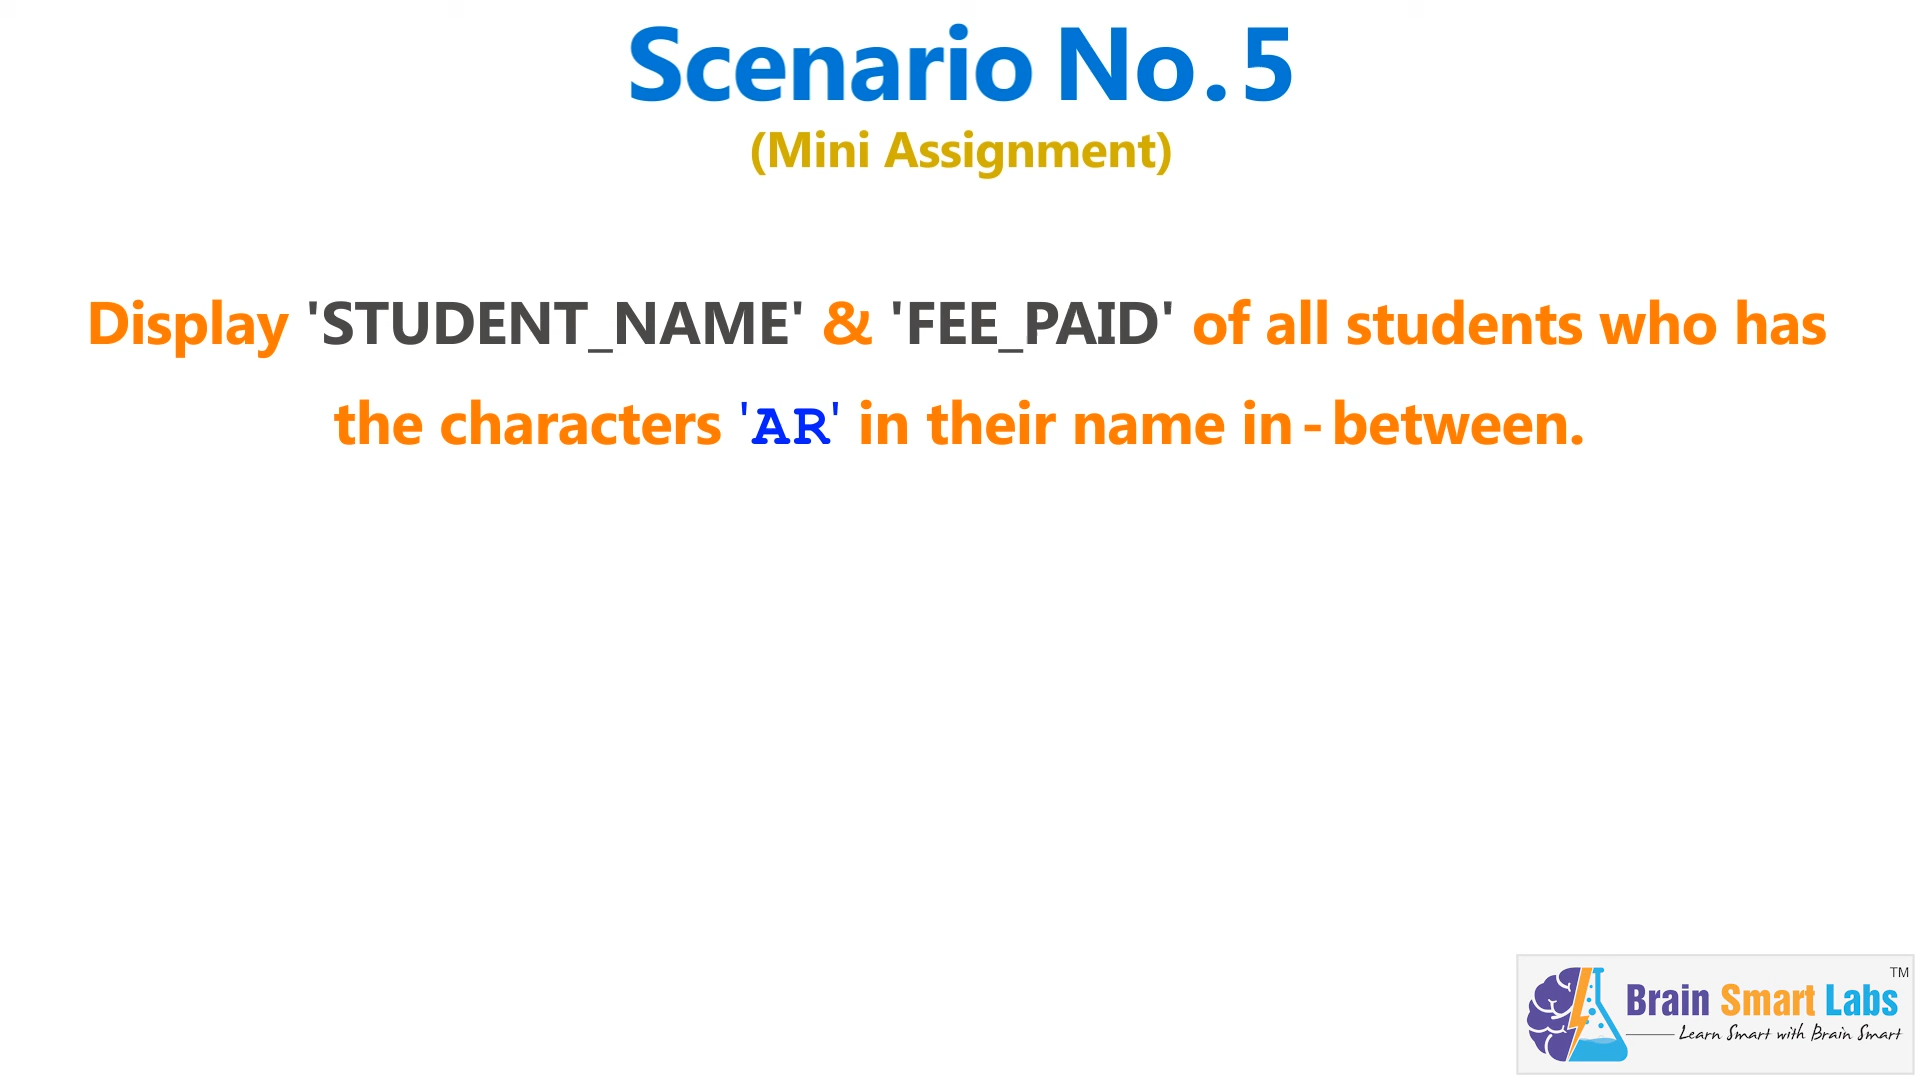 Scenario No.5
(Mini Assignment)
Display 'STUDENT_NAME' & 'FEE_PAID' of all students who has
the characters 'AR' in their name in-between.
TM
Brain Smart Labs
Learn Smart with Brain Smart